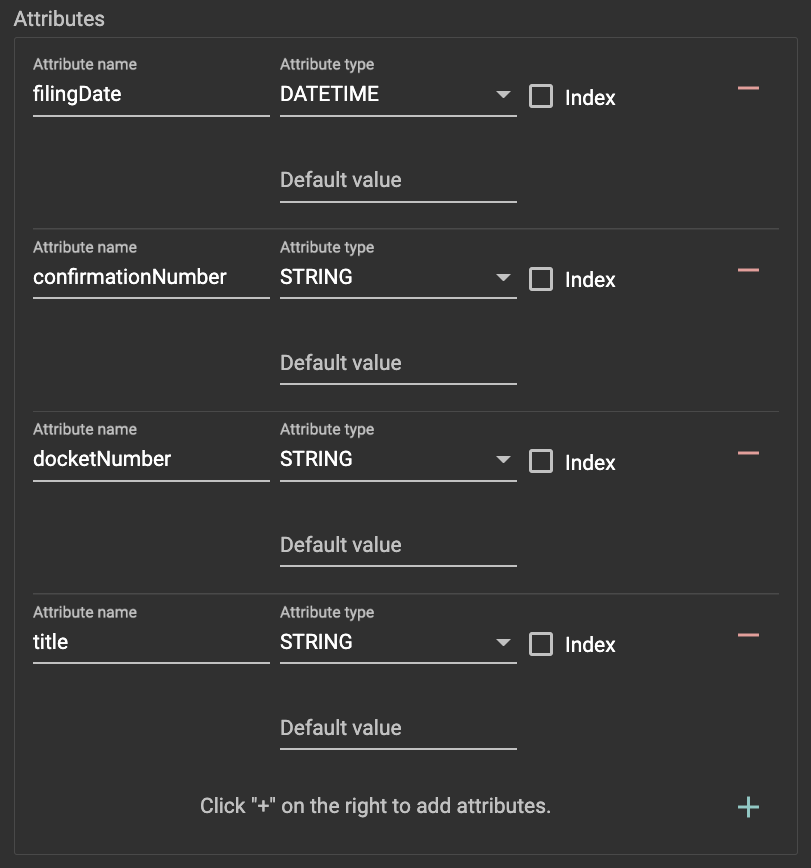 Attributes
Attribute name Attribute type
filingDate DATETIME Index
Default value
Attribute name Attribute type
confirmationNumber STRING Index
Default value
Attribute name Attribute type
docketNumber STRING Index
Default value
Attribute name Attribute type
title STRING Index
Default value
Click "+" on the right to add attributes.